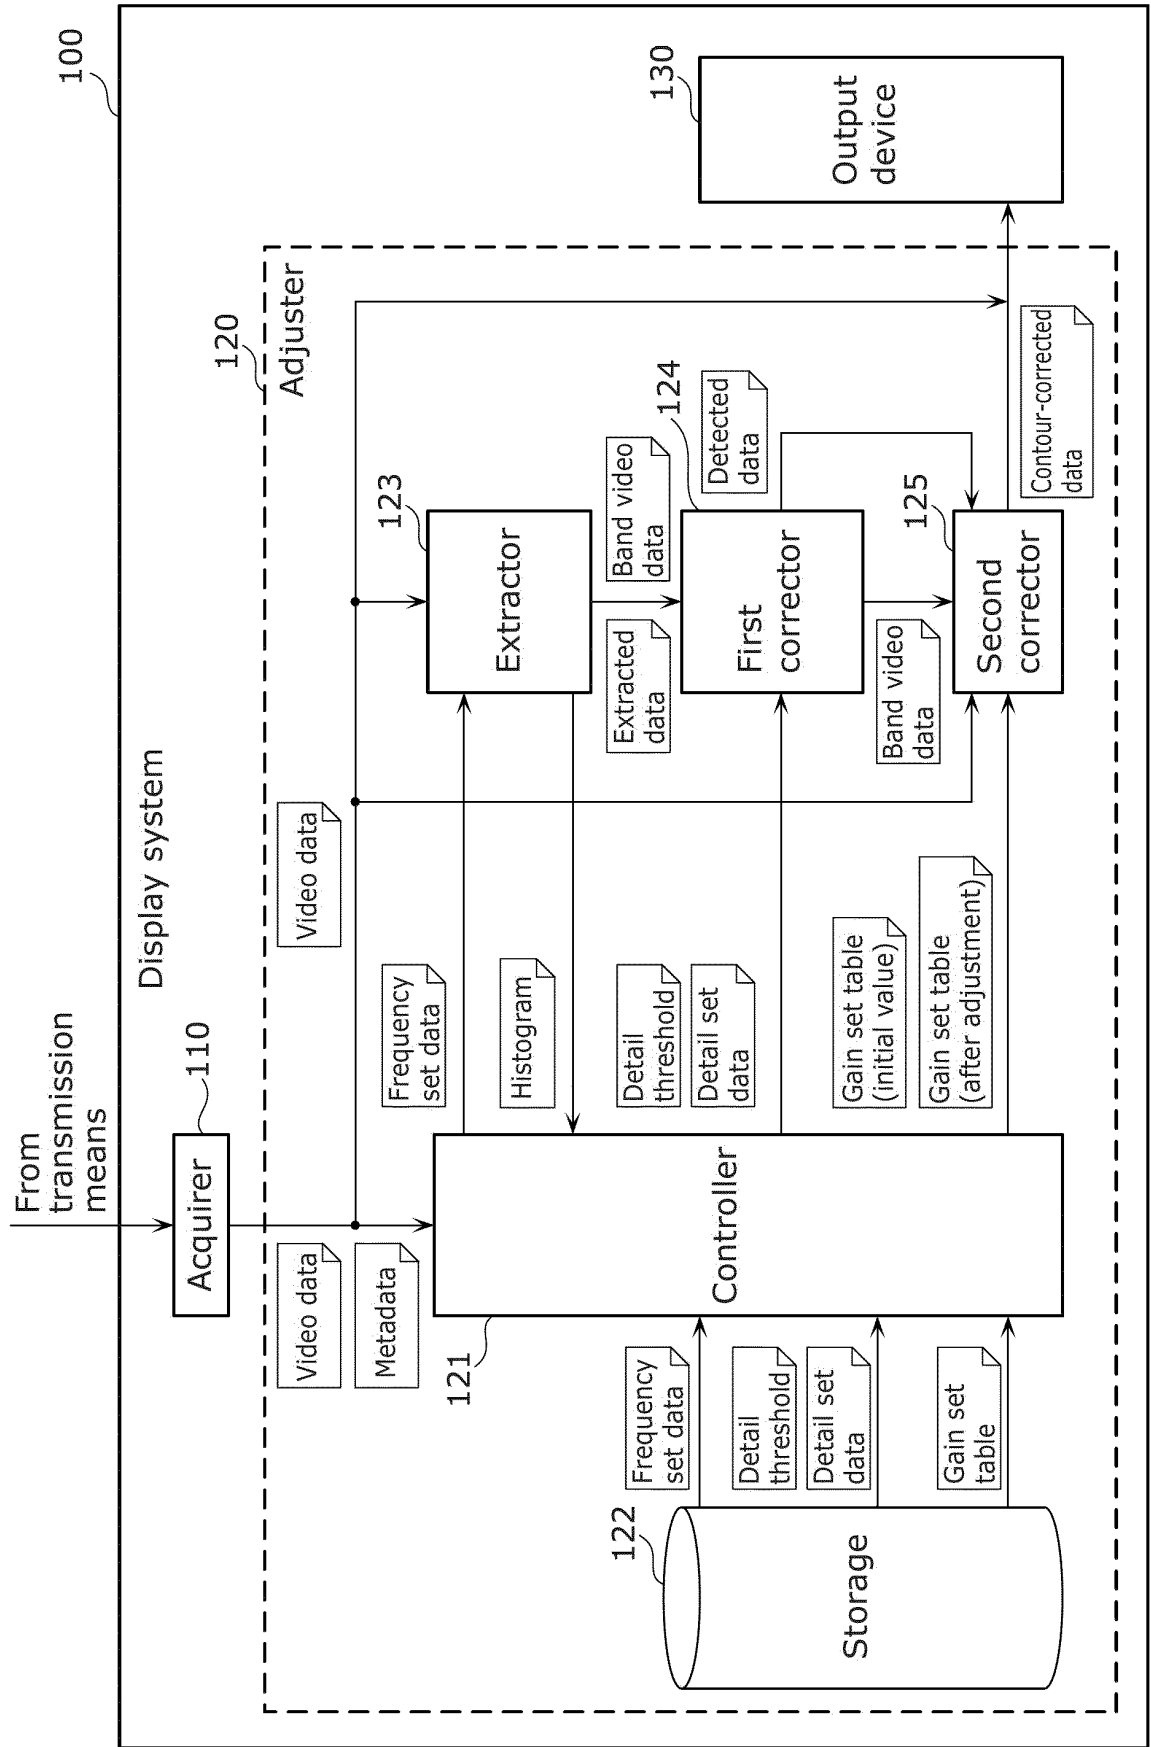 From
transmission
means
100
Display system
Acquirer
110
120
Adjuster
Video data
Metadata
Video data
121
Controller
122
Storage
Frequency
set data
Detail
threshold
Detail set
data
Gain set
table
Frequency
set data
Histogram
Detail
threshold
Detail set
data
Gain set table
(initial value)
Gain set table
(after adjustment)
123
Extractor
Extracted
data
Band video
data
124
First
corrector
Detected
data
Band video
data
125
Second
corrector
Contour-corrected
data
130
Output
device